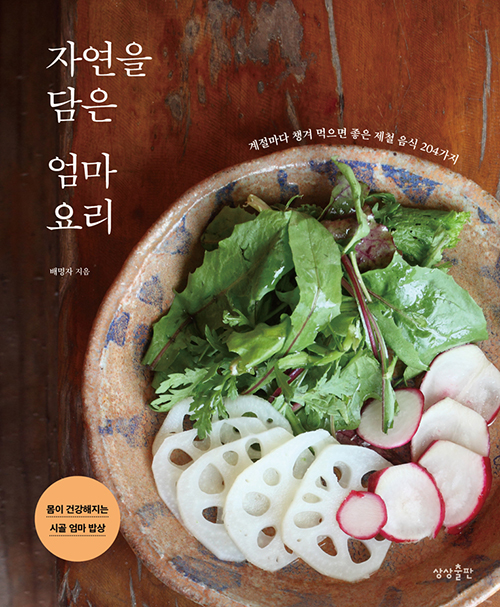 자연을
담은
엄마
요리
계절마다 챙겨 먹으면 좋은 제철 음식 204가지
배명자 지음
몸이 건강해지는
시골 엄마 밥상
상상출판